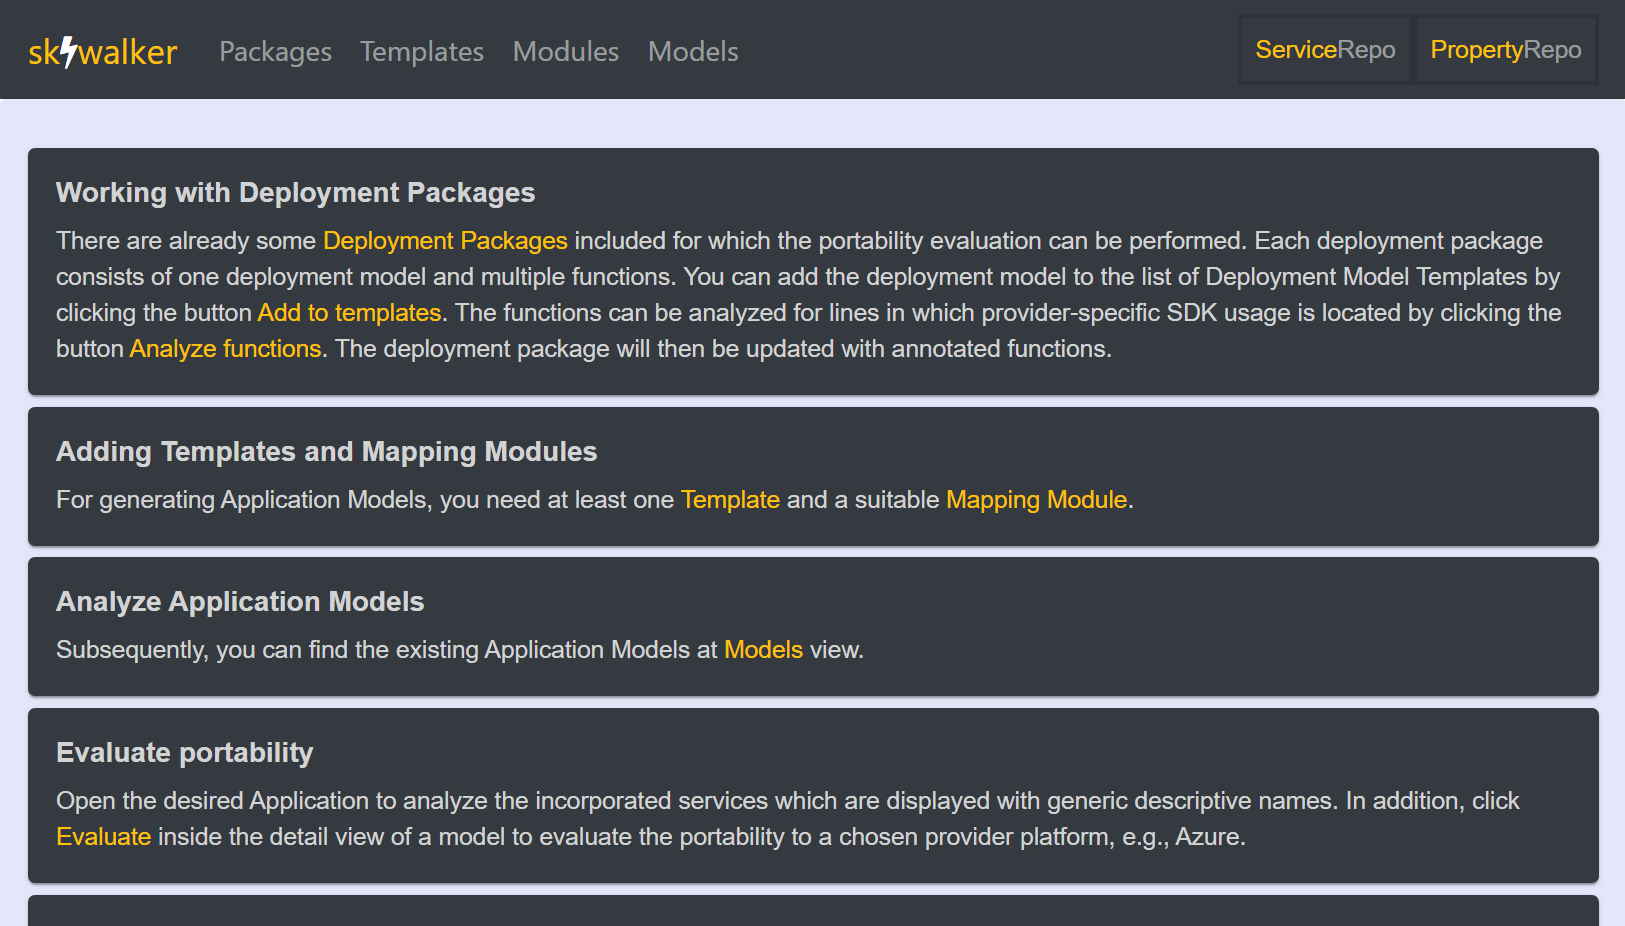 skywalker Packages Templates Modules Models ServiceRepo PropertyRepo
Working with Deployment Packages
There are already some Deployment Packages included for which the portability evaluation can be performed. Each deployment package
consists of one deployment model and multiple functions. You can add the deployment model to the list of Deployment Model Templates by
clicking the button Add to templates. The functions can be analyzed for lines in which provider-specific SDK usage is located by clicking the
button Analyze functions. The deployment package will then be updated with annotated functions.
Adding Templates and Mapping Modules
For generating Application Models, you need at least one Template and a suitable Mapping Module.
Analyze Application Models
Subsequently, you can find the existing Application Models at Models view.
Evaluate portability
Open the desired Application to analyze the incorporated services which are displayed with generic descriptive names. In addition, click
Evaluate inside the detail view of a model to evaluate the portability to a chosen provider platform, e.g., Azure.